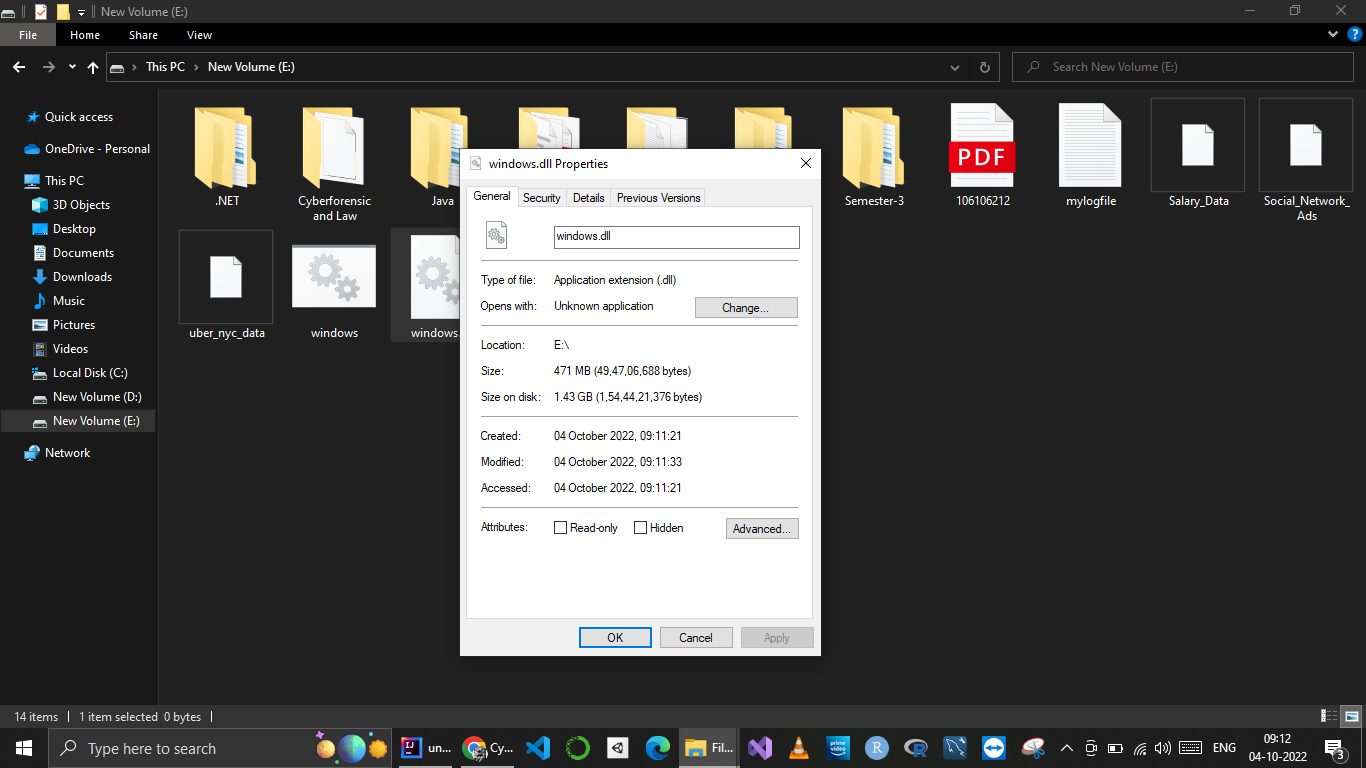 New Volume (E:)
File Home Share View
This PC New Volume (E:)
Search New Volume (E:)
Quick access
OneDrive - Personal
This PC
3D Objects
Desktop
Documents
Downloads
Music
Pictures
Videos
Local Disk (C:)
New Volume (D:)
New Volume (E:)
Network
.NET
Cyberforensic
and Law
Java
Semester-3
PDF
106106212
mylogfile
Salary_Data
Social_Network_
Ads
uber_nyc_data
windows
windows.
windows.dll Properties
General Security Details Previous Versions
windows.dll
Type of file: Application extension (.dll)
Opens with: Unknown application Change...
Location: E:\
Size: 471 MB (49,47,06,688 bytes)
Size on disk: 1.43 GB (1,54,44,21,376 bytes)
Created: 04 October 2022, 09:11:21
Modified: 04 October 2022, 09:11:33
Accessed: 04 October 2022, 09:11:21
Attributes: Read-only Hidden Advanced...
OK Cancel Apply
14 items 1 item selected 0 bytes
Type here to search
IJ un...
Cy...
Fil...
prime video
R
R
ENG
09:12
04-10-2022
3